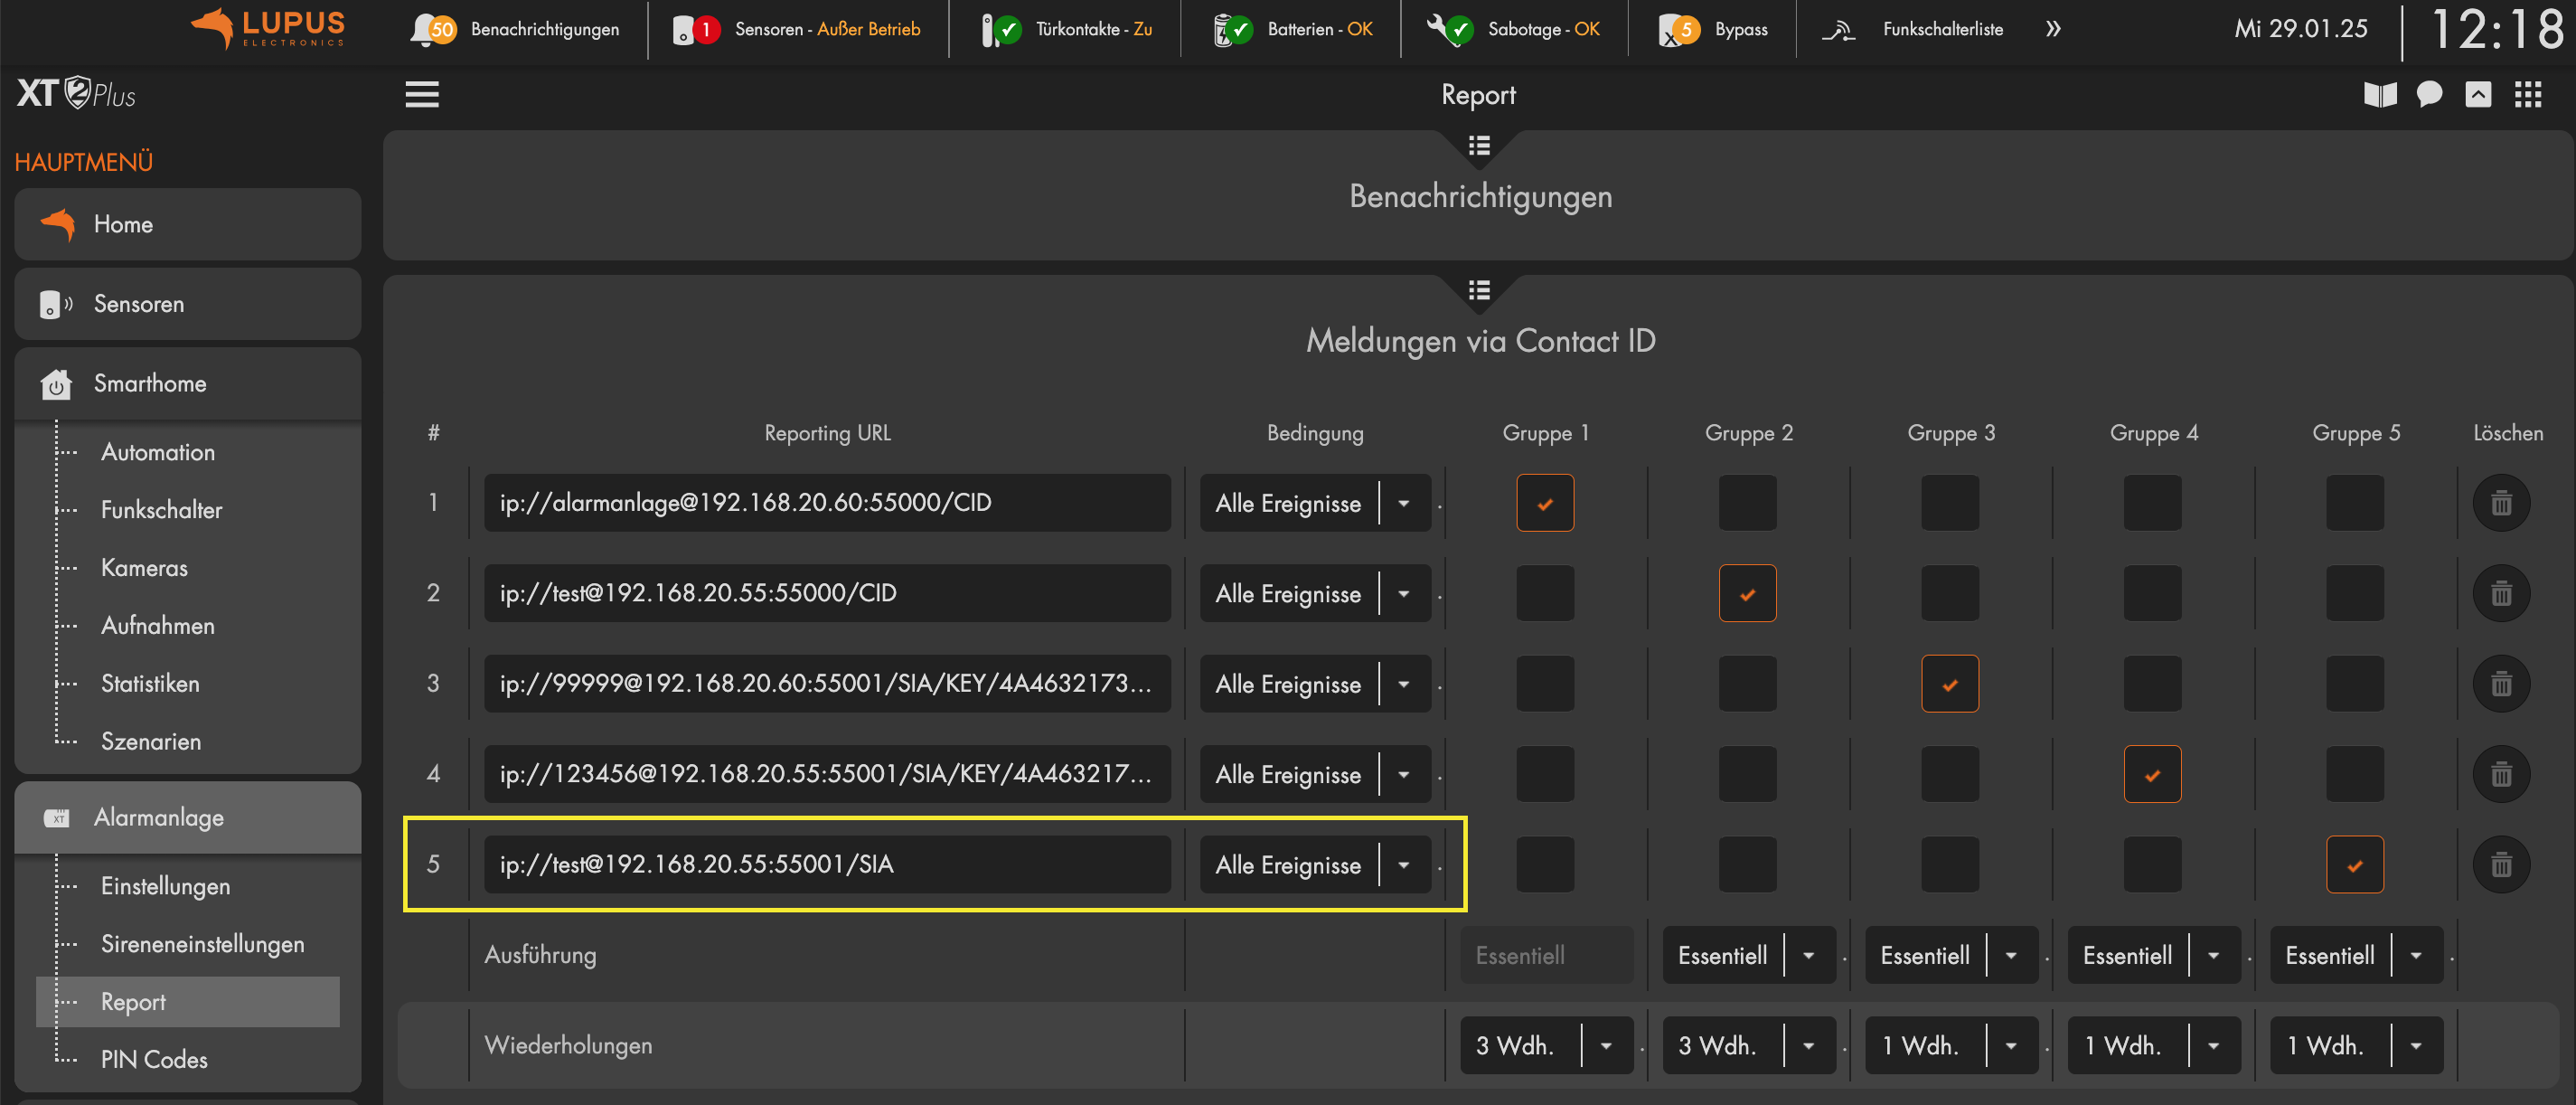 LUPUS
ELECTRONICS
50 Benachrichtigungen
1 Sensoren - Außer Betrieb
Türkontakte - Zu
Batterien - OK
Sabotage - OK
5 Bypass
Funkschalterliste
»
Mi 29.01.25
12:18
XT 2 Plus
Report
HAUPTMENÜ
Home
Sensoren
Smarthome
Automation
Funkschalter
Kameras
Aufnahmen
Statistiken
Szenarien
XT Alarmanlage
Einstellungen
Sireneneinstellungen
Report
PIN Codes
Benachrichtigungen
Meldungen via Contact ID
# Reporting URL Bedingung Gruppe 1 Gruppe 2 Gruppe 3 Gruppe 4 Gruppe 5 Löschen
1 ip://alarmanlage@192.168.20.60:55000/CID Alle Ereignisse
2 ip://test@192.168.20.55:55000/CID Alle Ereignisse
3 ip://99999@192.168.20.60:55001/SIA/KEY/4A4632173... Alle Ereignisse
4 ip://123456@192.168.20.55:55001/SIA/KEY/4A463217... Alle Ereignisse
5 ip://test@192.168.20.55:55001/SIA Alle Ereignisse
Ausführung Essentiell Essentiell Essentiell Essentiell Essentiell
Wiederholungen 3 Wdh. 3 Wdh. 1 Wdh. 1 Wdh. 1 Wdh.